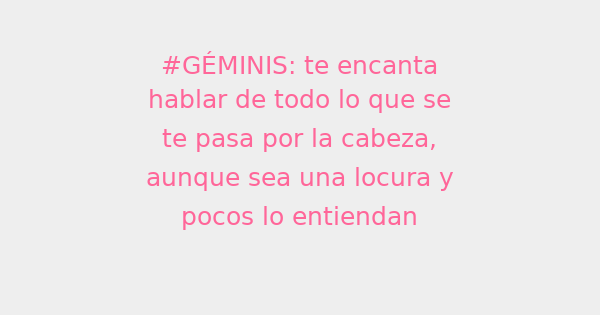 #GÉMINIS: te encanta
hablar de todo lo que se
te pasa por la cabeza,
aunque sea una locura y
pocos lo entiendan